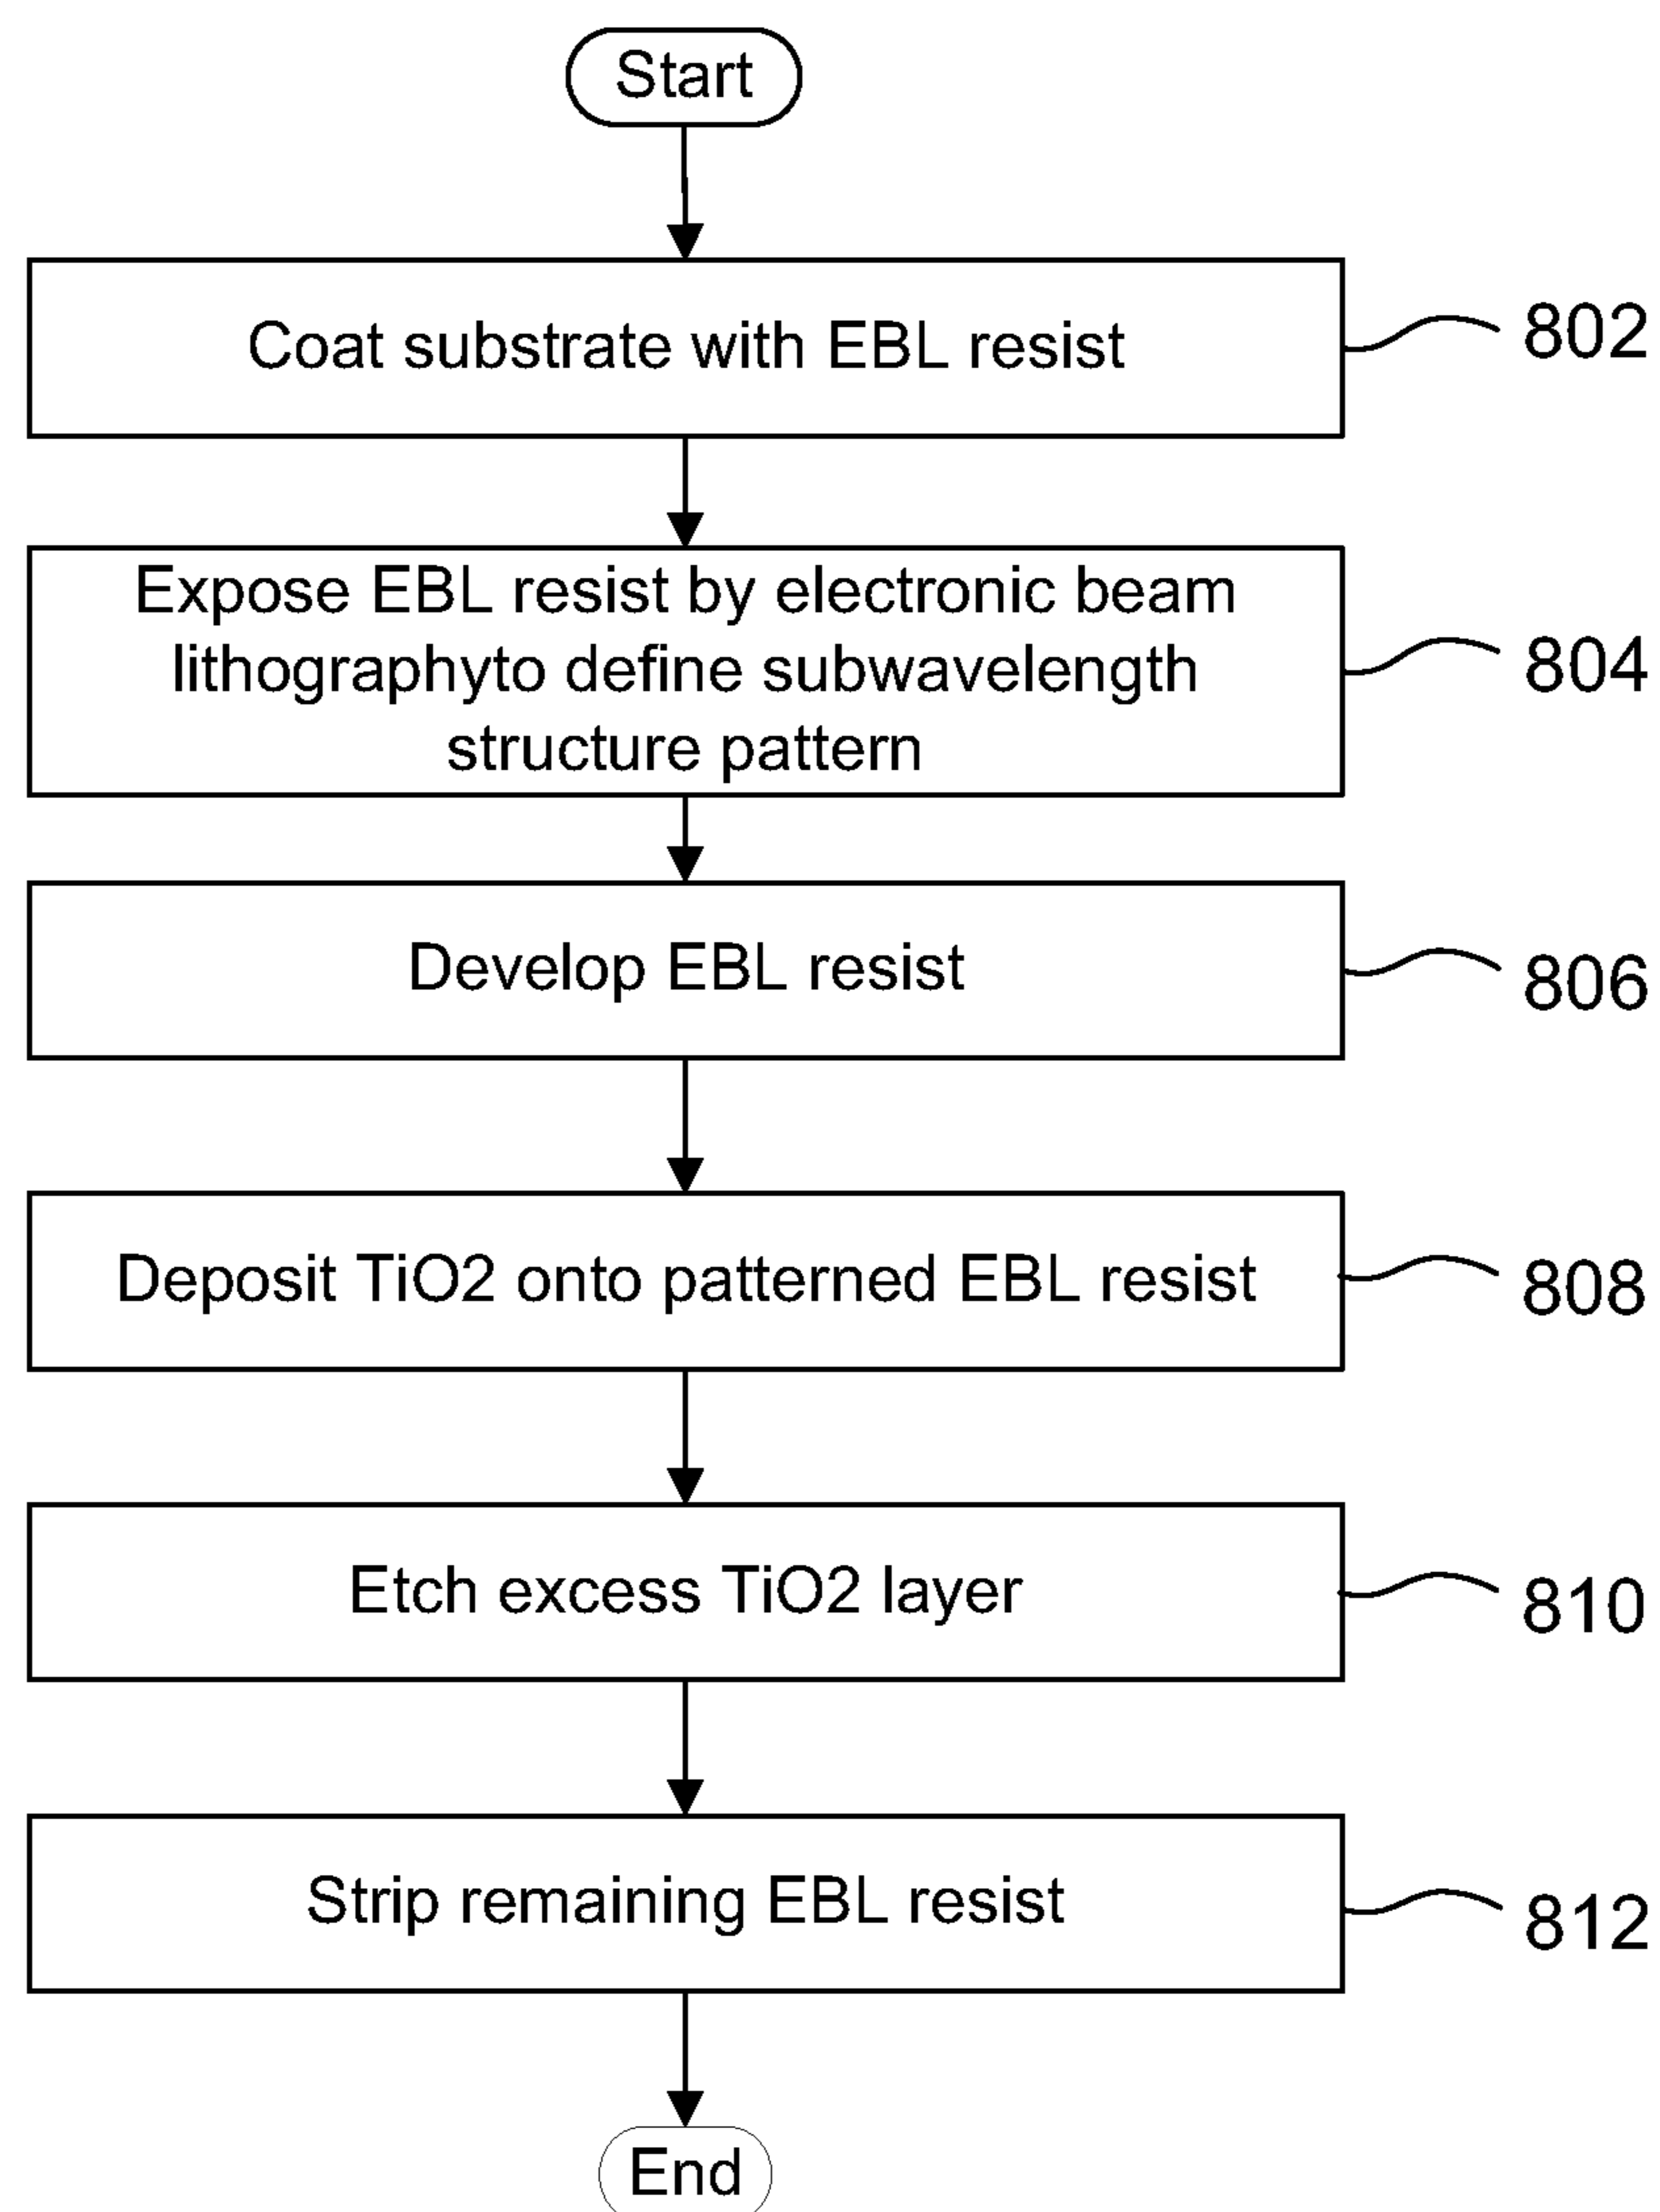 Start
Coat substrate with EBL resist
802
Expose EBL resist by electronic beam
lithographyto define subwavelength
structure pattern
804
Develop EBL resist
806
Deposit TiO2 onto patterned EBL resist
808
Etch excess TiO2 layer
810
Strip remaining EBL resist
812
End